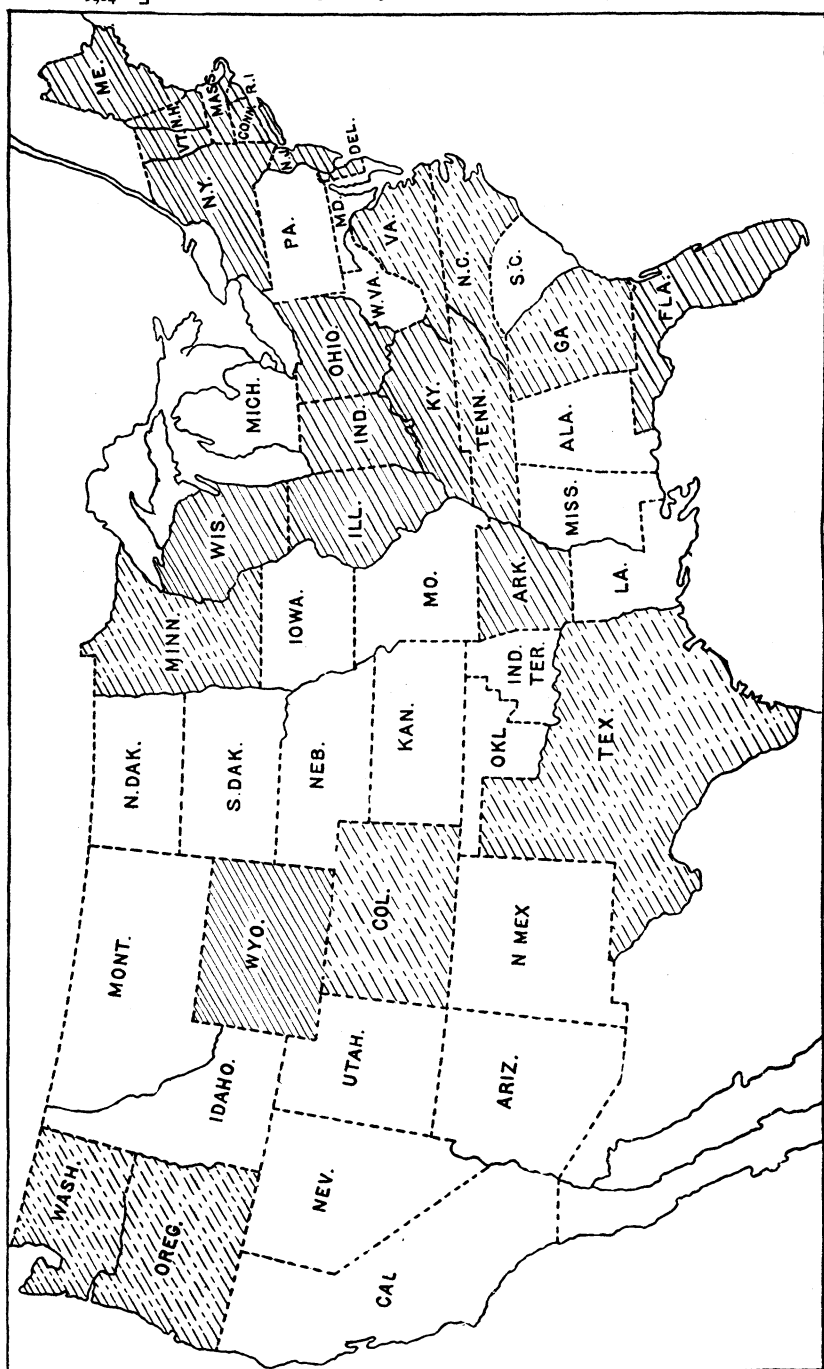 WASH.
OREG.
CAL
NEV.
IDAHO.
MONT.
WYO.
UTAH.
ARIZ.
COL.
N MEX
N. DAK.
S. DAK.
NEB.
KAN.
OKL
IND.
TER.
TEX
MINN.
IOWA.
MO.
ARK.
LA.
WIS.
ILL.
MICH.
IND.
OHIO.
KY.
TENN.
MISS.
ALA.
GA
FLA.
S.C.
N.C.
VA.
W.VA.
MD.
DEL.
PA.
N.J.
N.Y.
VT.
N.H.
ME.
MASS.
CONN.
R.I